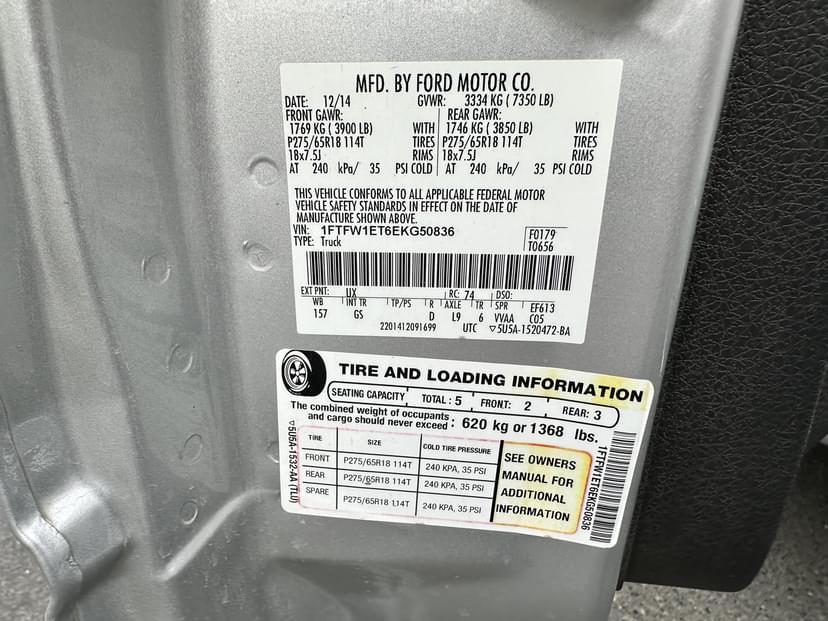 MFD. BY FORD MOTOR CO.
DATE: 12/14 GVWR: 3334 KG ( 7350 LB)
FRONT GAWR: REAR GAWR:
1769 KG ( 3900 LB) WITH 1746 KG ( 3850 LB) WITH
P275/65R18 114T TIRES P275/65R18 114T TIRES
18x7.5J RIMS 18x7.5J RIMS
AT 240 kPa/ 35 PSI COLD AT 240 kPa/ 35 PSI COLD
THIS VEHICLE CONFORMS TO ALL APPLICABLE FEDERAL MOTOR
VEHICLE SAFETY STANDARDS IN EFFECT ON THE DATE OF
MANUFACTURE SHOWN ABOVE.
VIN: 1FTFW1ET6EKG50836 F0179
TYPE: Truck T0656
EXT PNT: UX RC: 74 DSO:
WB INT TR TP/PS R AXLE TR SPR EF613
157 GS D L9 6 VVAA C05
2201412091699 UTC ▽5U5A-1520472-BA
TIRE AND LOADING INFORMATION
SEATING CAPACITY TOTAL : 5 FRONT: 2 REAR: 3
The combined weight of occupants
and cargo should never exceed : 620 kg or 1368 lbs.
TIRE SIZE COLD TIRE PRESSURE
FRONT P275/65R18 114T 240 KPA, 35 PSI
REAR P275/65R18 114T 240 KPA, 35 PSI
SPARE P275/65R18 114T 240 KPA, 35 PSI
SEE OWNERS
MANUAL FOR
ADDITIONAL
INFORMATION
▽5U5A-1532-AA (TLU)
1FTFW1ET6EKG50836